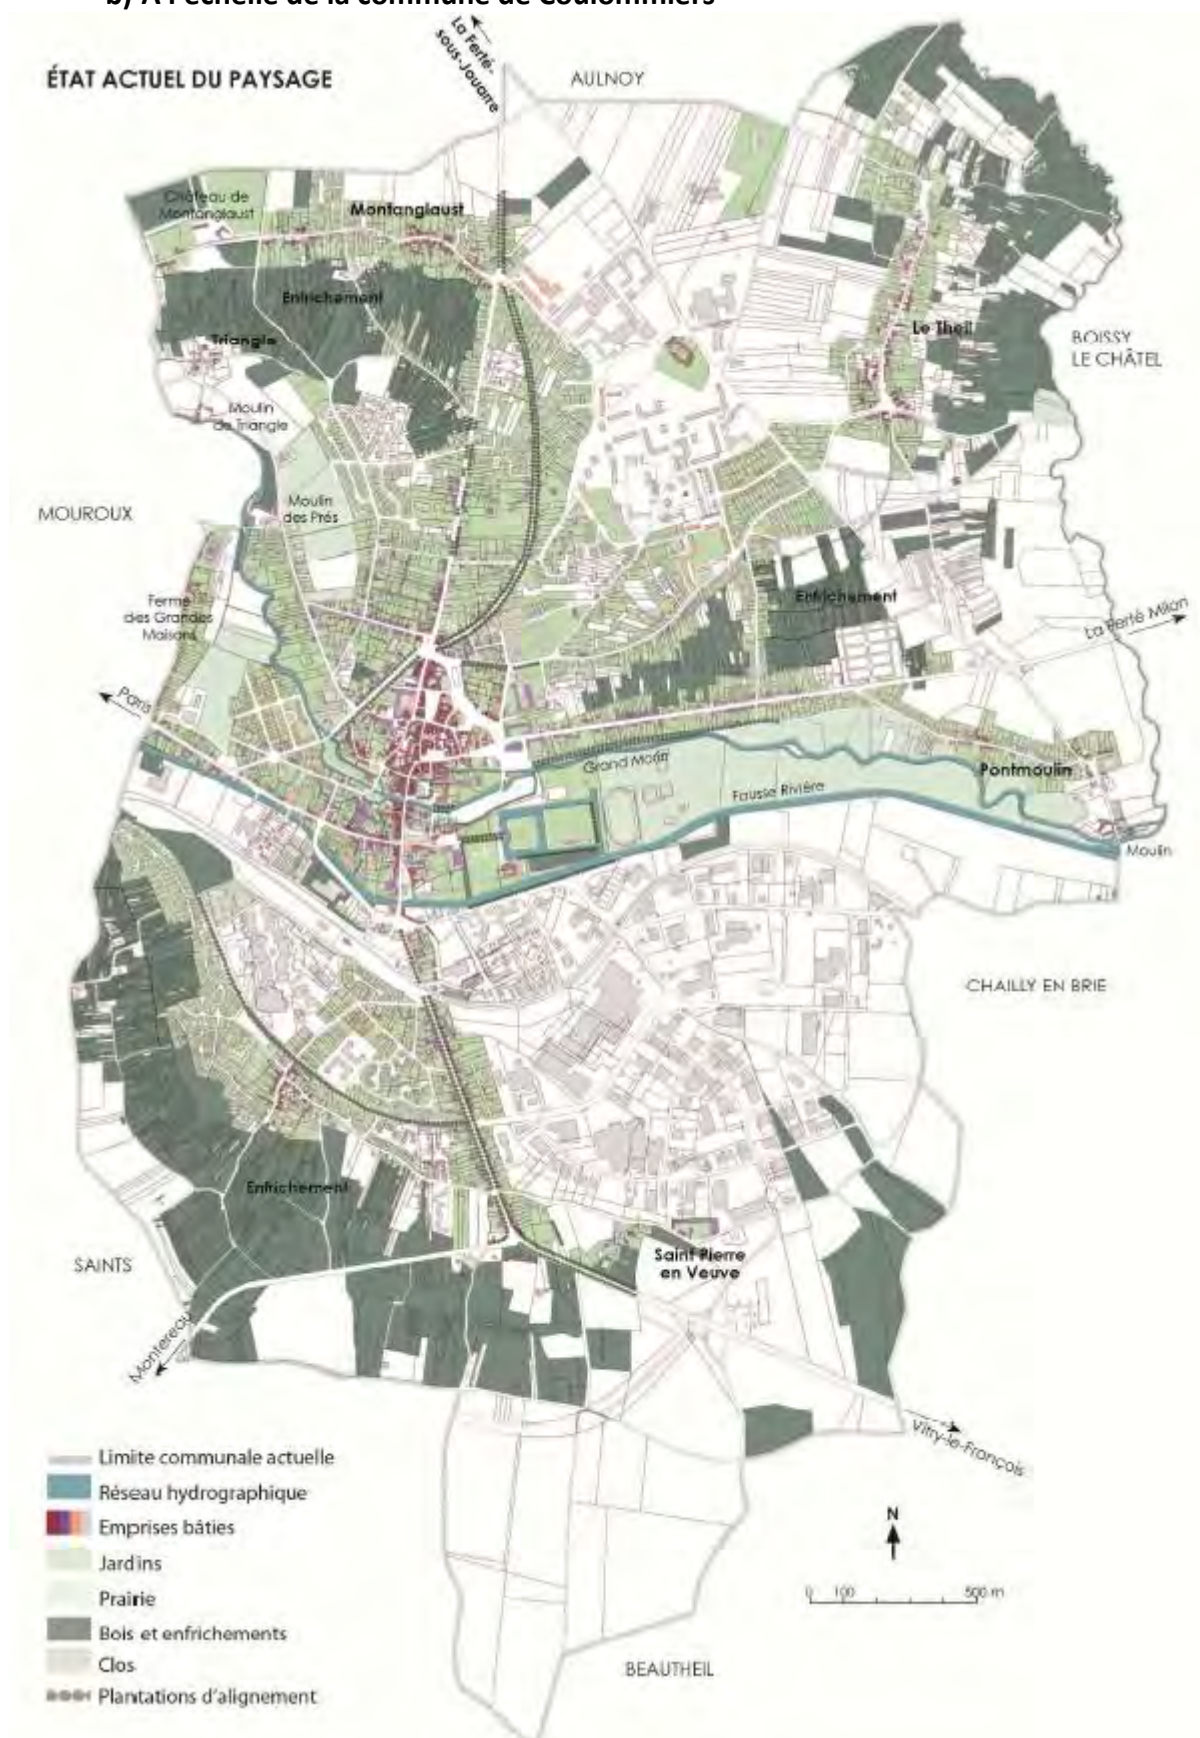 b) A l'échelle de la commune de Coulommiers
La Ferté-
sous-Jouarre
ÉTAT ACTUEL DU PAYSAGE
AULNOY
Château de
Montanglaust
Montanglaust
Enfrichement
Triangle
Le Theil
BOISSY
LE CHÂTEL
Moulin
de Triangle
MOUROUX
Moulin
des Prés
Ferme
des Grandes
Maisons
Enfrichement
La Ferté Milon
Paris
Grand Morin
Pontmoulin
Fausse Rivière
Moulin
CHAILLY EN BRIE
Enfrichement
SAINTS
Saint Pierre
en Veuve
Montereau
Vitry-le-François
Limite communale actuelle
Réseau hydrographique
Emprises bâties
Jardins
Prairie
Bois et enfrichements
Clos
Plantations d'alignement
N
0 100 500 m
BEAUTHEIL